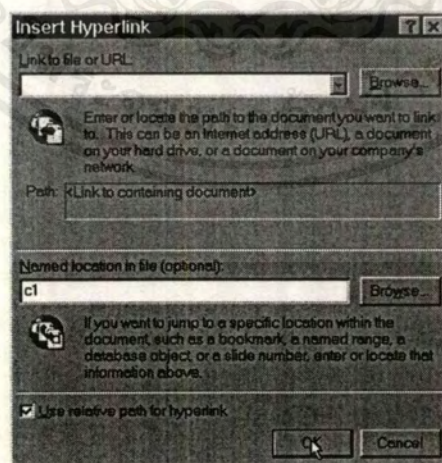 Insert Hyperlink
Link to file or URL:
Browse...
Enter or locate the path to the document you want to link
to. This can be an Internet address (URL), a document
on your hard drive, or a document on your company's
network.
Path: <Link to containing document>
Named location in file (optional):
c1
Browse...
If you want to jump to a specific location within the
document, such as a bookmark, a named range, a
database object, or a slide number, enter or locate that
information above.
Use relative path for hyperlink
OK Cancel